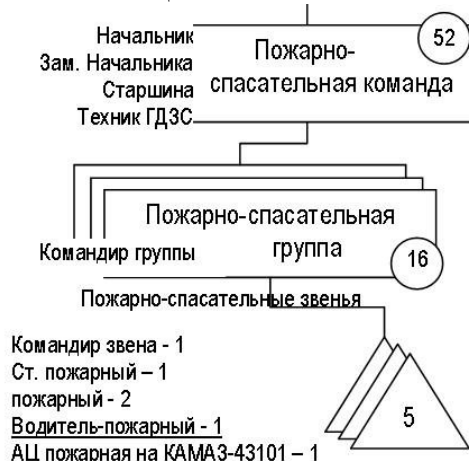 Начальник
Зам. Начальника
Старшина
Техник ГДЗС
Пожарно-
спасательная команда
52
Пожарно-спасательная
группа
Командир группы
16
Пожарно-спасательные звенья
Командир звена - 1
Ст. пожарный – 1
пожарный - 2
Водитель-пожарный - 1
АЦ пожарная на КАМАЗ-43101 – 1
5